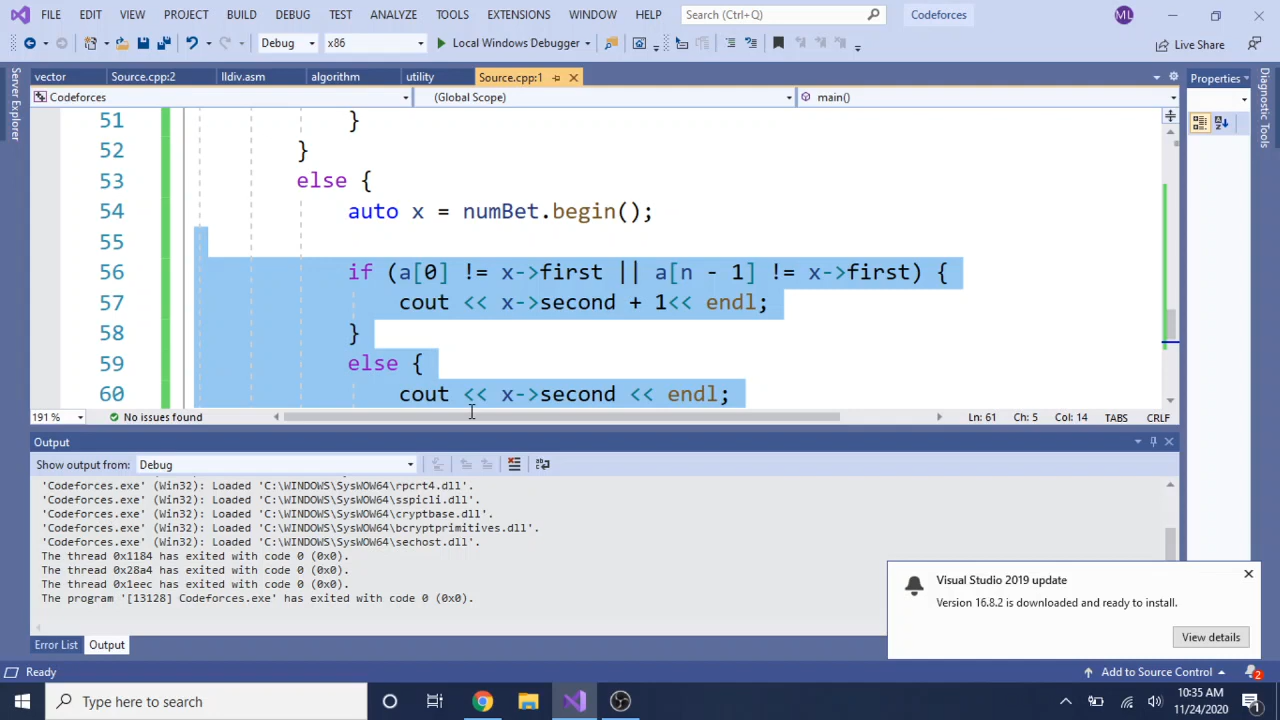 FILE EDIT VIEW PROJECT BUILD DEBUG TEST ANALYZE TOOLS EXTENSIONS WINDOW HELP Search (Ctrl+Q) Codeforces ML
Debug x86 Local Windows Debugger Live Share
vector Source.cpp:2 lldiv.asm algorithm utility Source.cpp:1 Properties
Codeforces (Global Scope) main()
Server Explorer
Diagnostic Tools
51 }
52 }
53 else {
54 auto x = numBet.begin();
55
56 if (a[0] != x->first || a[n - 1] != x->first) {
57 cout << x->second + 1<< endl;
58 }
59 else {
60 cout << x->second << endl;
191 % No issues found Ln: 61 Ch: 5 Col: 14 TABS CRLF
Output
Show output from: Debug
'Codeforces.exe' (Win32): Loaded 'C:\WINDOWS\SysWOW64\rpcrt4.dll'.
'Codeforces.exe' (Win32): Loaded 'C:\WINDOWS\SysWOW64\sspicli.dll'.
'Codeforces.exe' (Win32): Loaded 'C:\WINDOWS\SysWOW64\cryptbase.dll'.
'Codeforces.exe' (Win32): Loaded 'C:\WINDOWS\SysWOW64\bcryptprimitives.dll'.
'Codeforces.exe' (Win32): Loaded 'C:\WINDOWS\SysWOW64\sechost.dll'.
The thread 0x1184 has exited with code 0 (0x0).
The thread 0x28a4 has exited with code 0 (0x0).
The thread 0x1eec has exited with code 0 (0x0).
The program '[13128] Codeforces.exe' has exited with code 0 (0x0).
Visual Studio 2019 update
Version 16.8.2 is downloaded and ready to install.
View details
Error List Output
Ready Add to Source Control 2
Type here to search
10:35 AM
11/24/2020 1